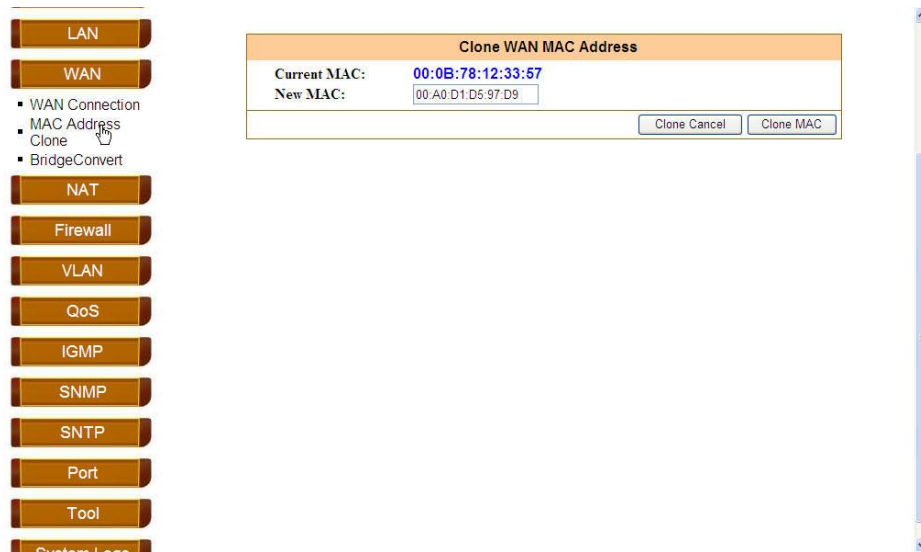 LAN
WAN
WAN Connection
MAC Address
Clone
BridgeConvert
NAT
Firewall
VLAN
QoS
IGMP
SNMP
SNTP
Port
Tool
System Logs
Clone WAN MAC Address
Current MAC: 00:0B:78:12:33:57
New MAC: 00:A0:D1:D5:97:D9
Clone Cancel Clone MAC